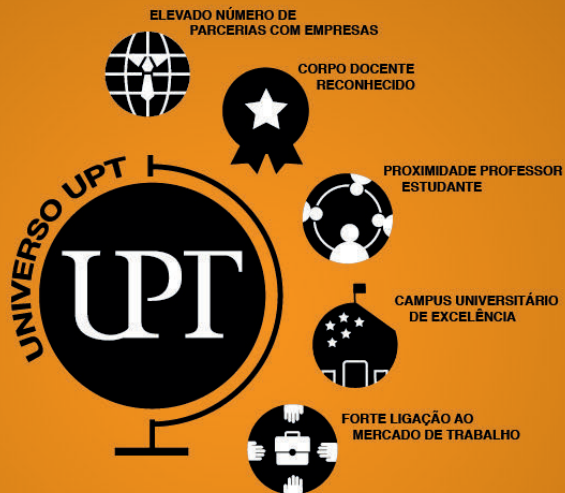 ELEVADO NÚMERO DE
PARCERIAS COM EMPRESAS
CORPO DOCENTE
RECONHECIDO
PROXIMIDADE PROFESSOR
ESTUDANTE
UNIVERSO UPT
UPT
CAMPUS UNIVERSITÁRIO
DE EXCELÊNCIA
FORTE LIGAÇÃO AO
MERCADO DE TRABALHO